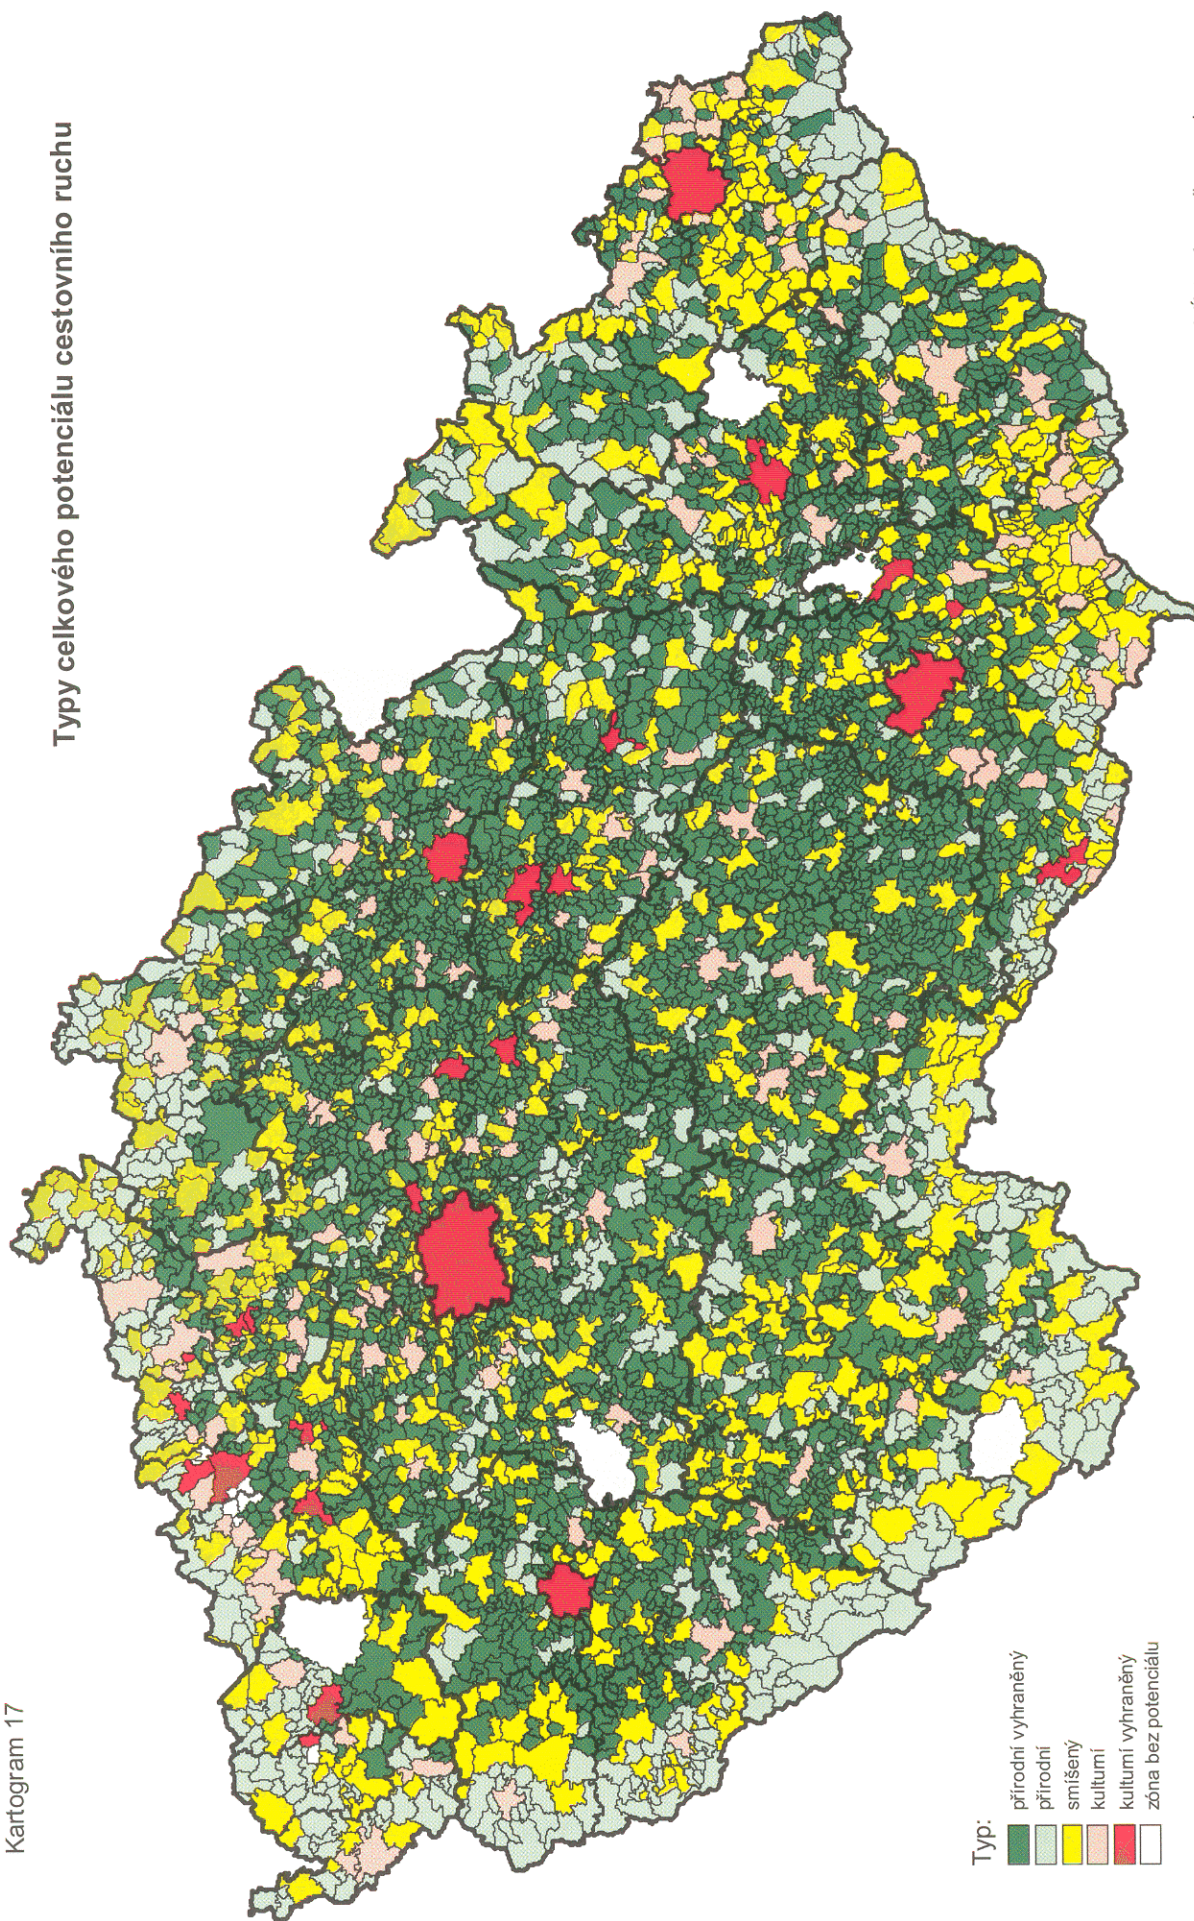 Kartogram 17
Typy celkového potenciálu cestovního ruchu
Typ:
přírodní vyhraněný
přírodní
smíšený
kulturní
kulturní vyhraněný
zóna bez potenciálu